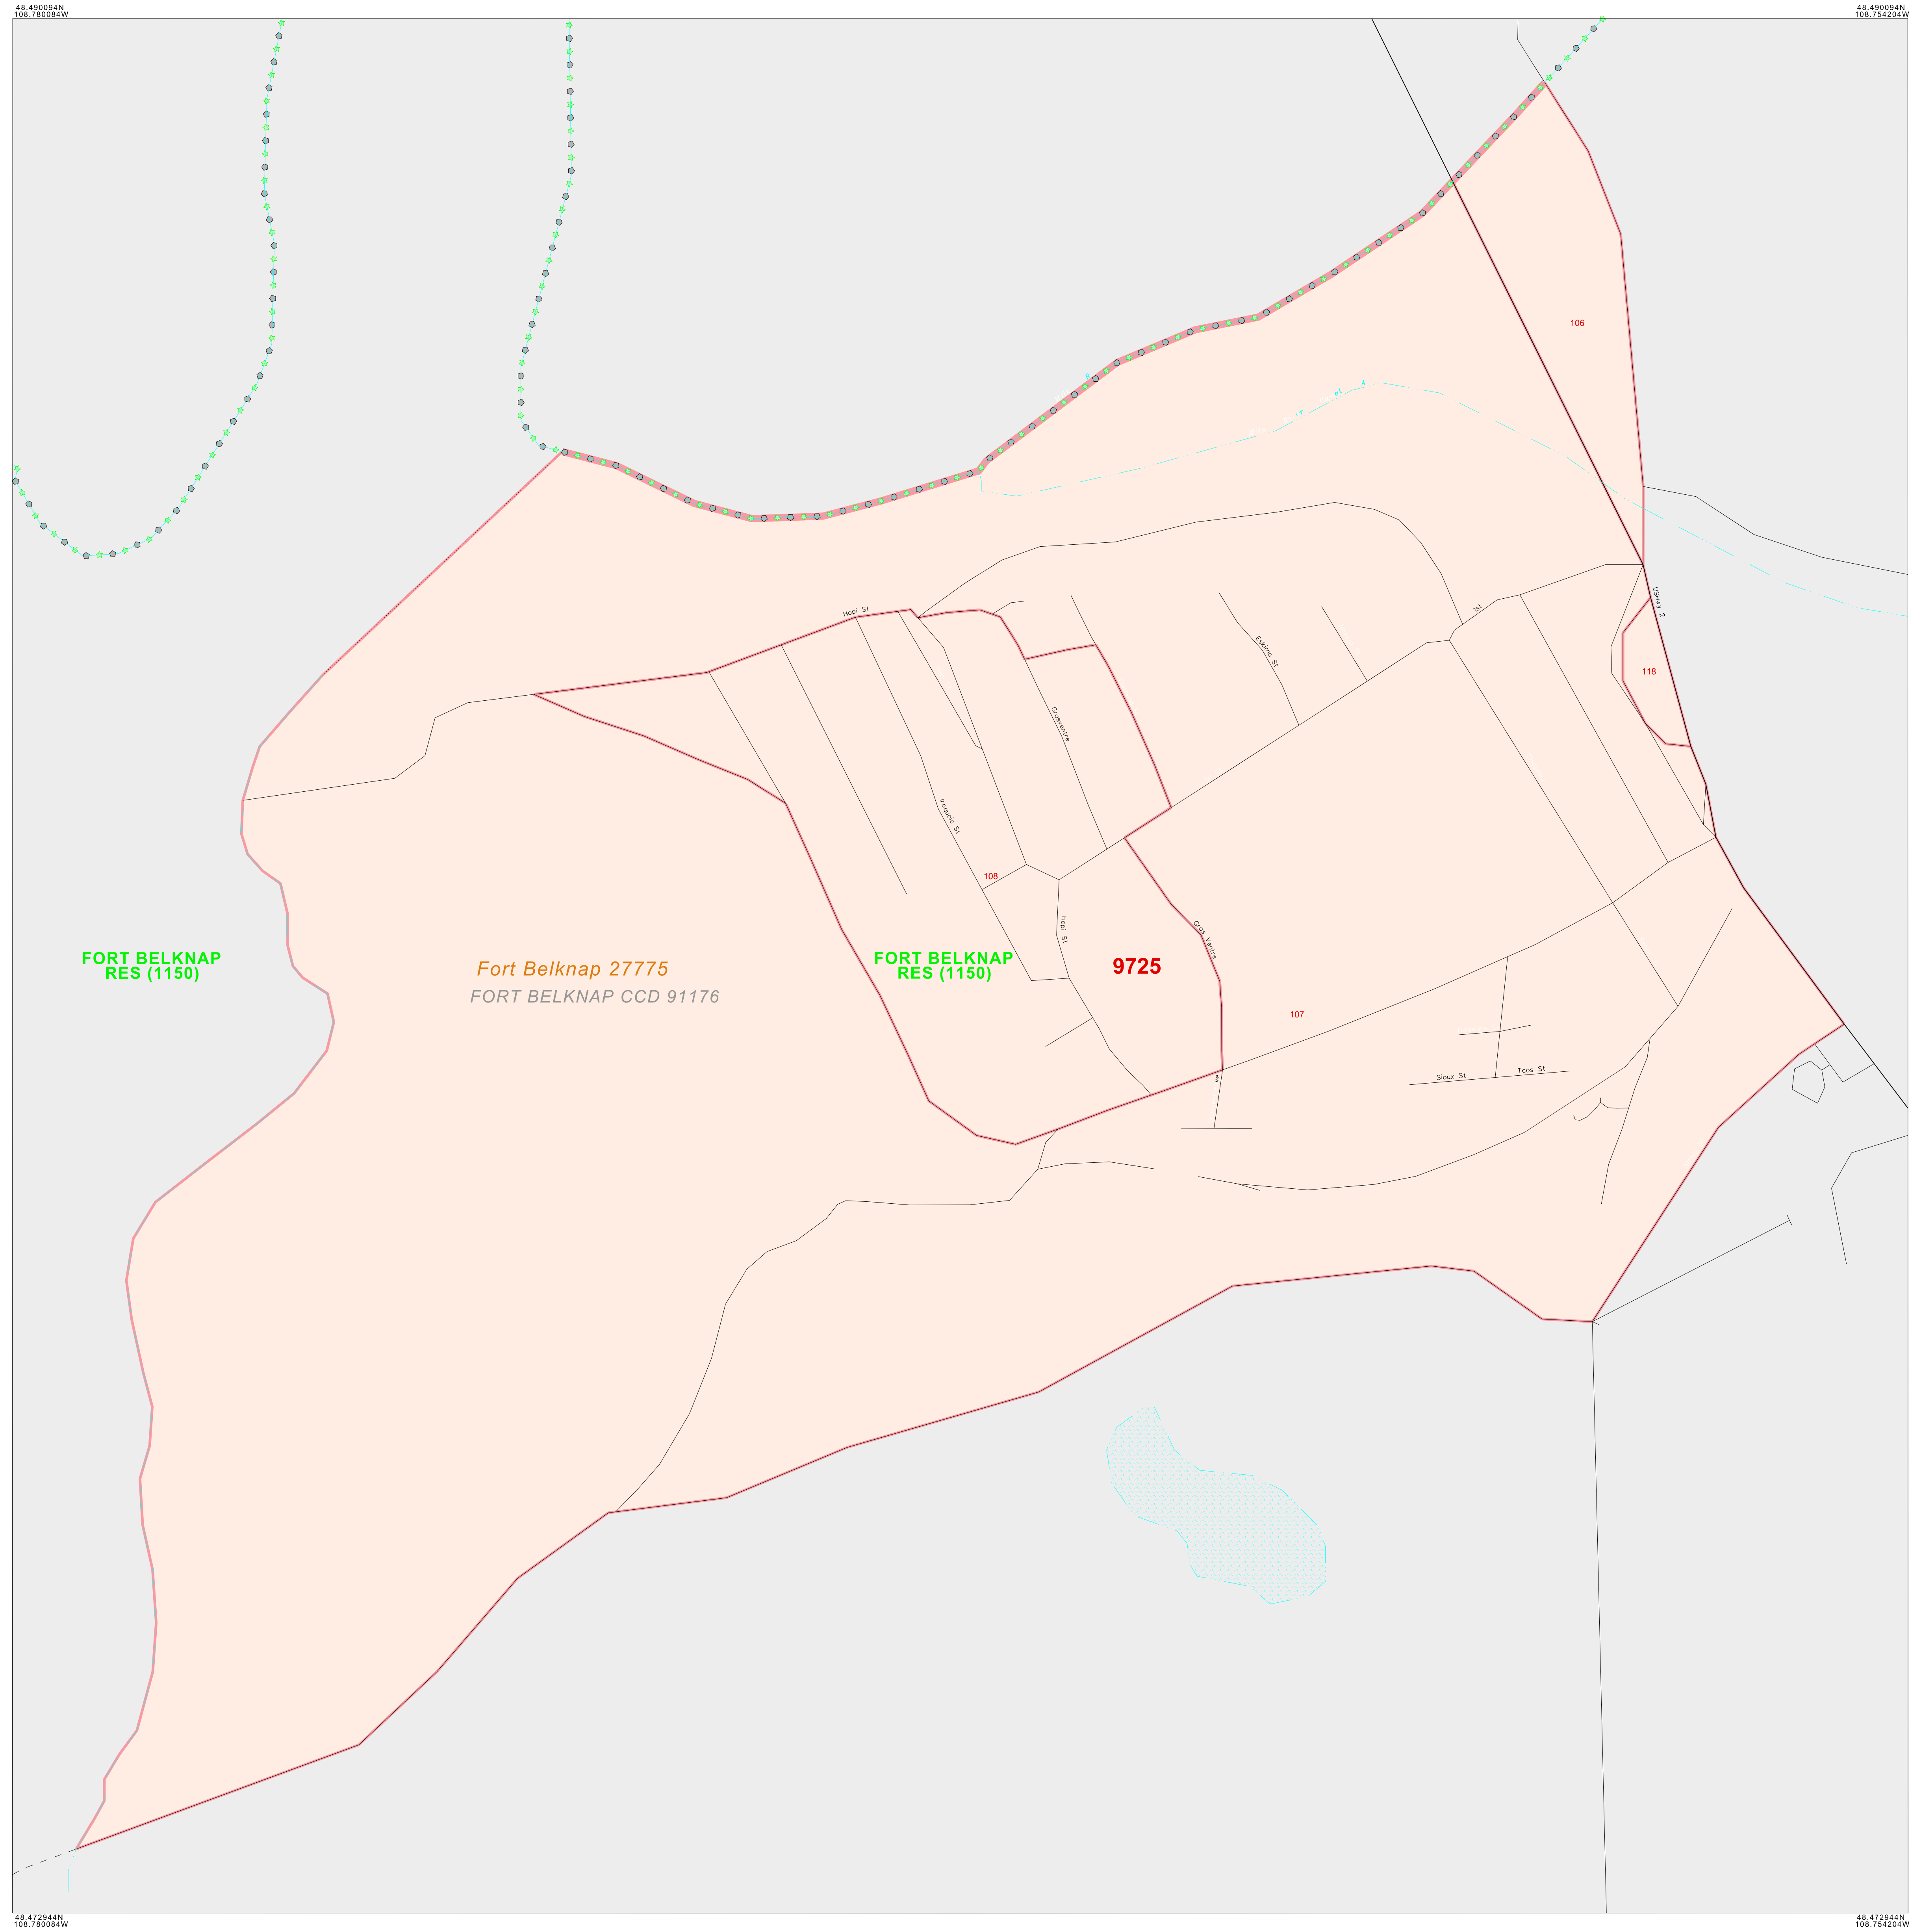 48.490094N
108.780084W
48.490094N
108.754204W
106
Hopi St
1st
USHwy 2
Eskimo St
118
Grosventre
Iroquois St
108
Hopi St
Gros Ventre
FORT BELKNAP
RES (1150)
Fort Belknap 27775
FORT BELKNAP CCD 91176
FORT BELKNAP
RES (1150)
9725
107
Sioux St
Taos St
48.472944N
108.780084W
48.472944N
108.754204W